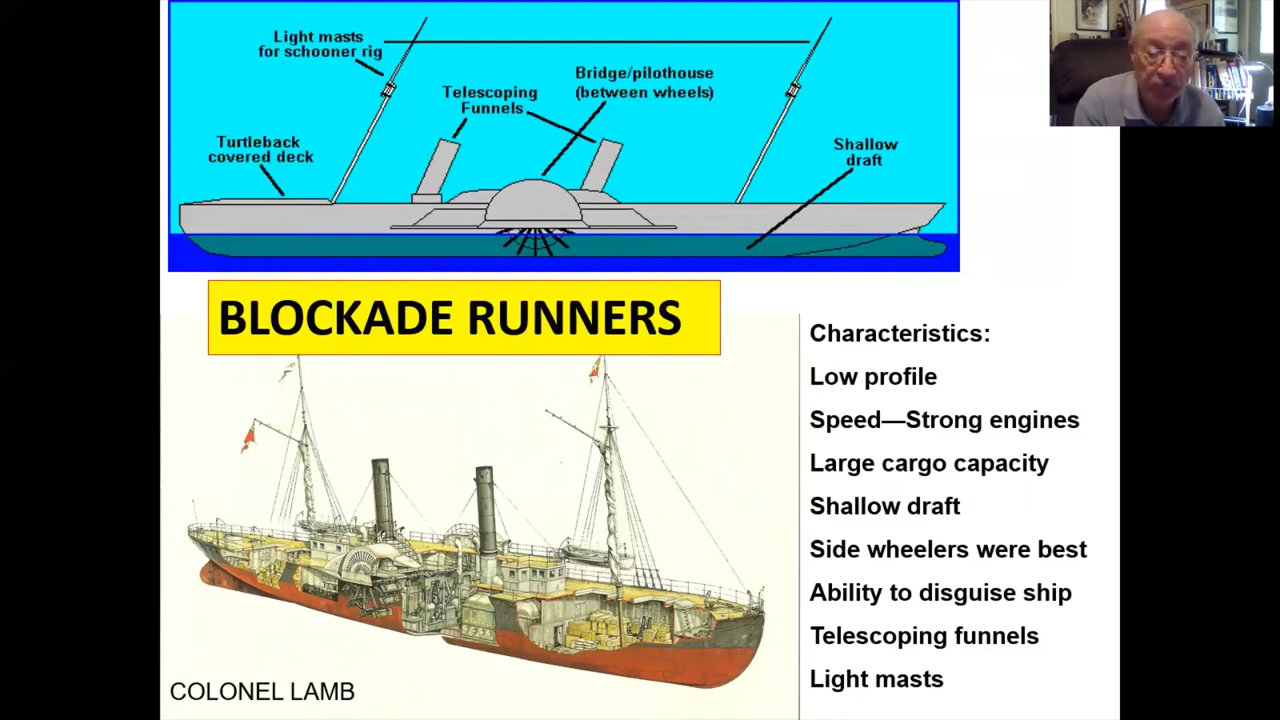 Light masts
for schooner rig
Telescoping
Funnels
Bridge/pilothouse
(between wheels)
Turtleback
covered deck
Shallow
draft
BLOCKADE RUNNERS
Characteristics:
Low profile
Speed—Strong engines
Large cargo capacity
Shallow draft
Side wheelers were best
Ability to disguise ship
Telescoping funnels
Light masts
COLONEL LAMB